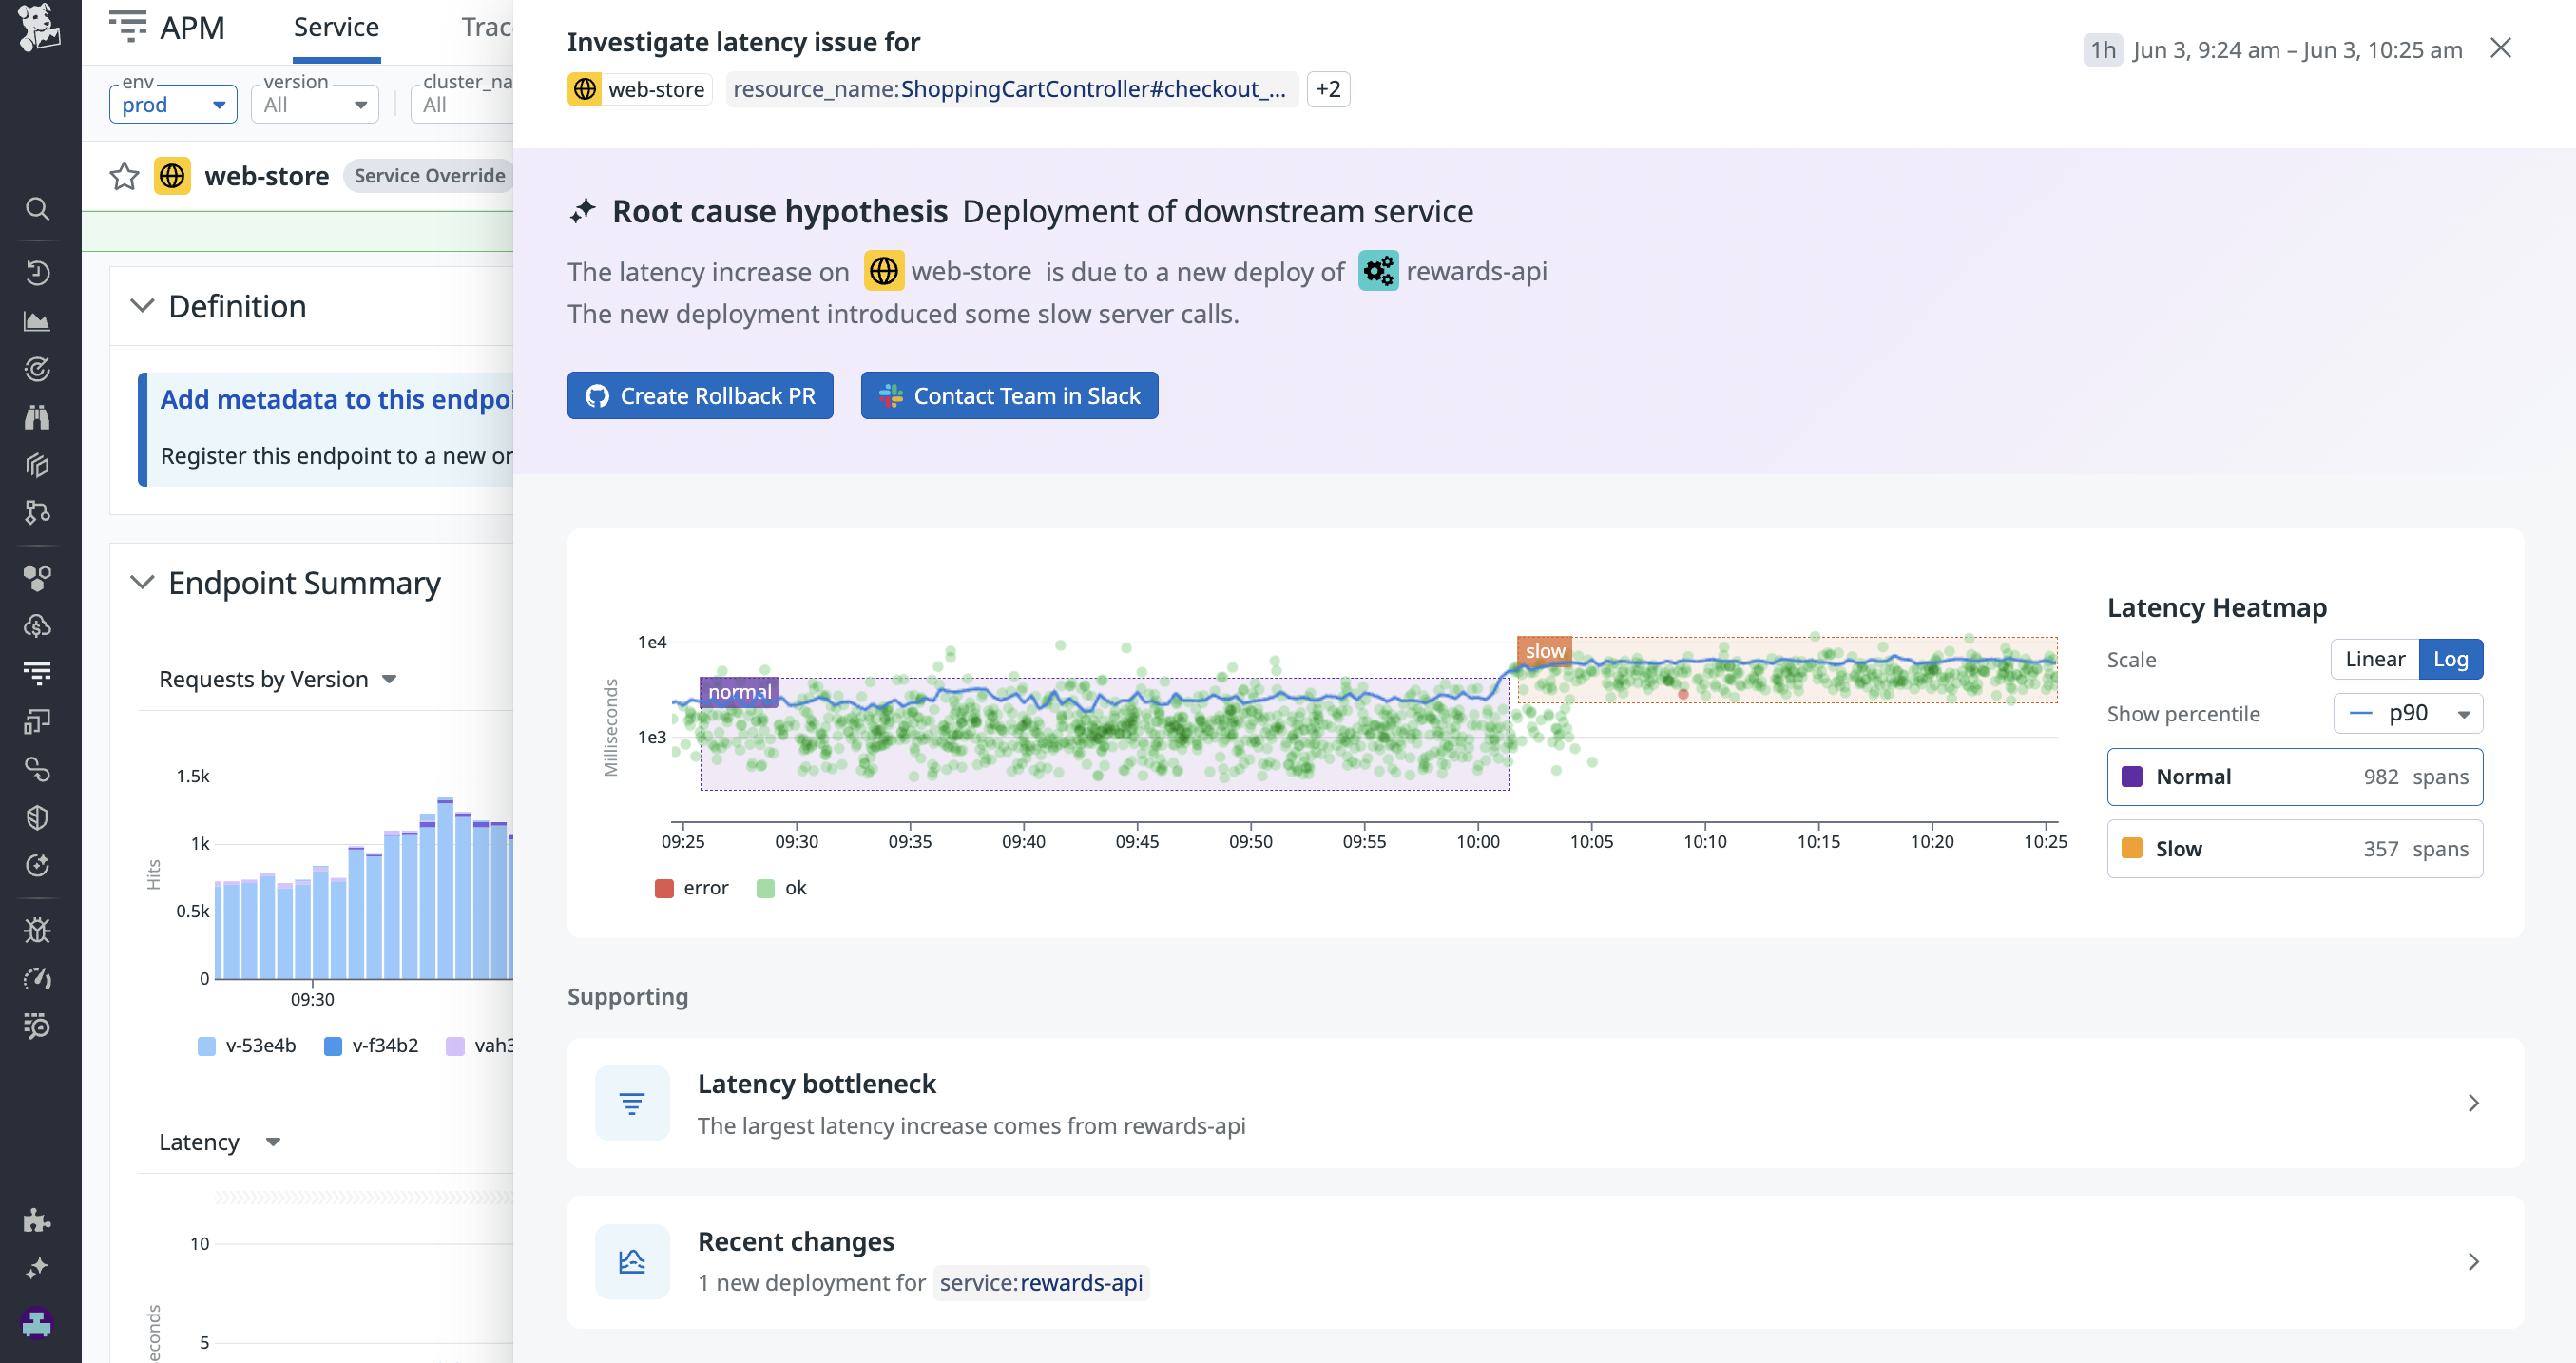 APM
Service
Trac
env
prod
version
All
cluster_na
All
web-store
Service Override
Definition
Add metadata to this endpoi
Register this endpoint to a new or
Endpoint Summary
Requests by Version
Hits
1.5k
1k
0.5k
0
09:30
v-53e4b
v-f34b2
vah3
Latency
10
5
econds
Investigate latency issue for
web-store
resource_name:ShoppingCartController#checkout_...
+2
1h
Jun 3, 9:24 am – Jun 3, 10:25 am
Root cause hypothesis Deployment of downstream service
The latency increase on web-store is due to a new deploy of rewards-api
The new deployment introduced some slow server calls.
Create Rollback PR
Contact Team in Slack
Milliseconds
1e4
1e3
normal
slow
09:25
09:30
09:35
09:40
09:45
09:50
09:55
10:00
10:05
10:10
10:15
10:20
10:25
error
ok
Latency Heatmap
Scale
Linear
Log
Show percentile
p90
Normal
982 spans
Slow
357 spans
Supporting
Latency bottleneck
The largest latency increase comes from rewards-api
Recent changes
1 new deployment for service:rewards-api